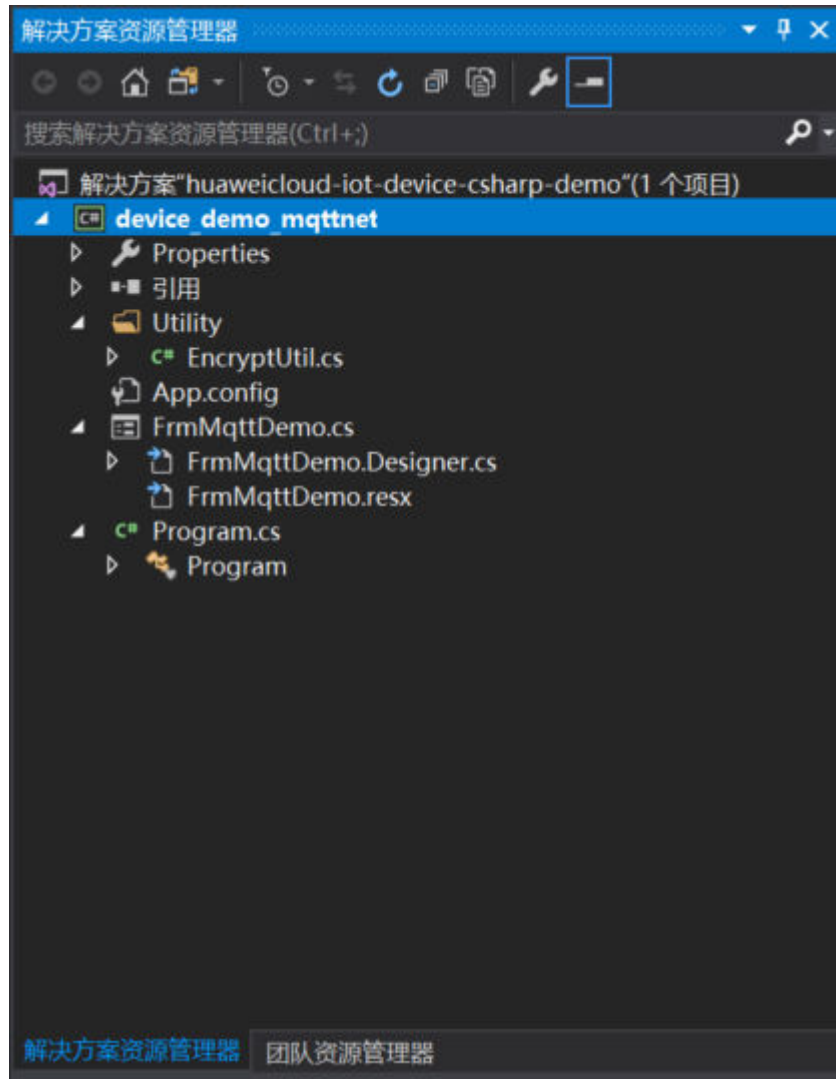 解决方案资源管理器
搜索解决方案资源管理器(Ctrl+;)
解决方案"huaweicloud-iot-device-csharp-demo"(1 个项目)
C# device_demo_mqttnet
Properties
引用
Utility
C# EncryptUtil.cs
App.config
FrmMqttDemo.cs
FrmMqttDemo.Designer.cs
FrmMqttDemo.resx
C# Program.cs
Program
解决方案资源管理器 团队资源管理器